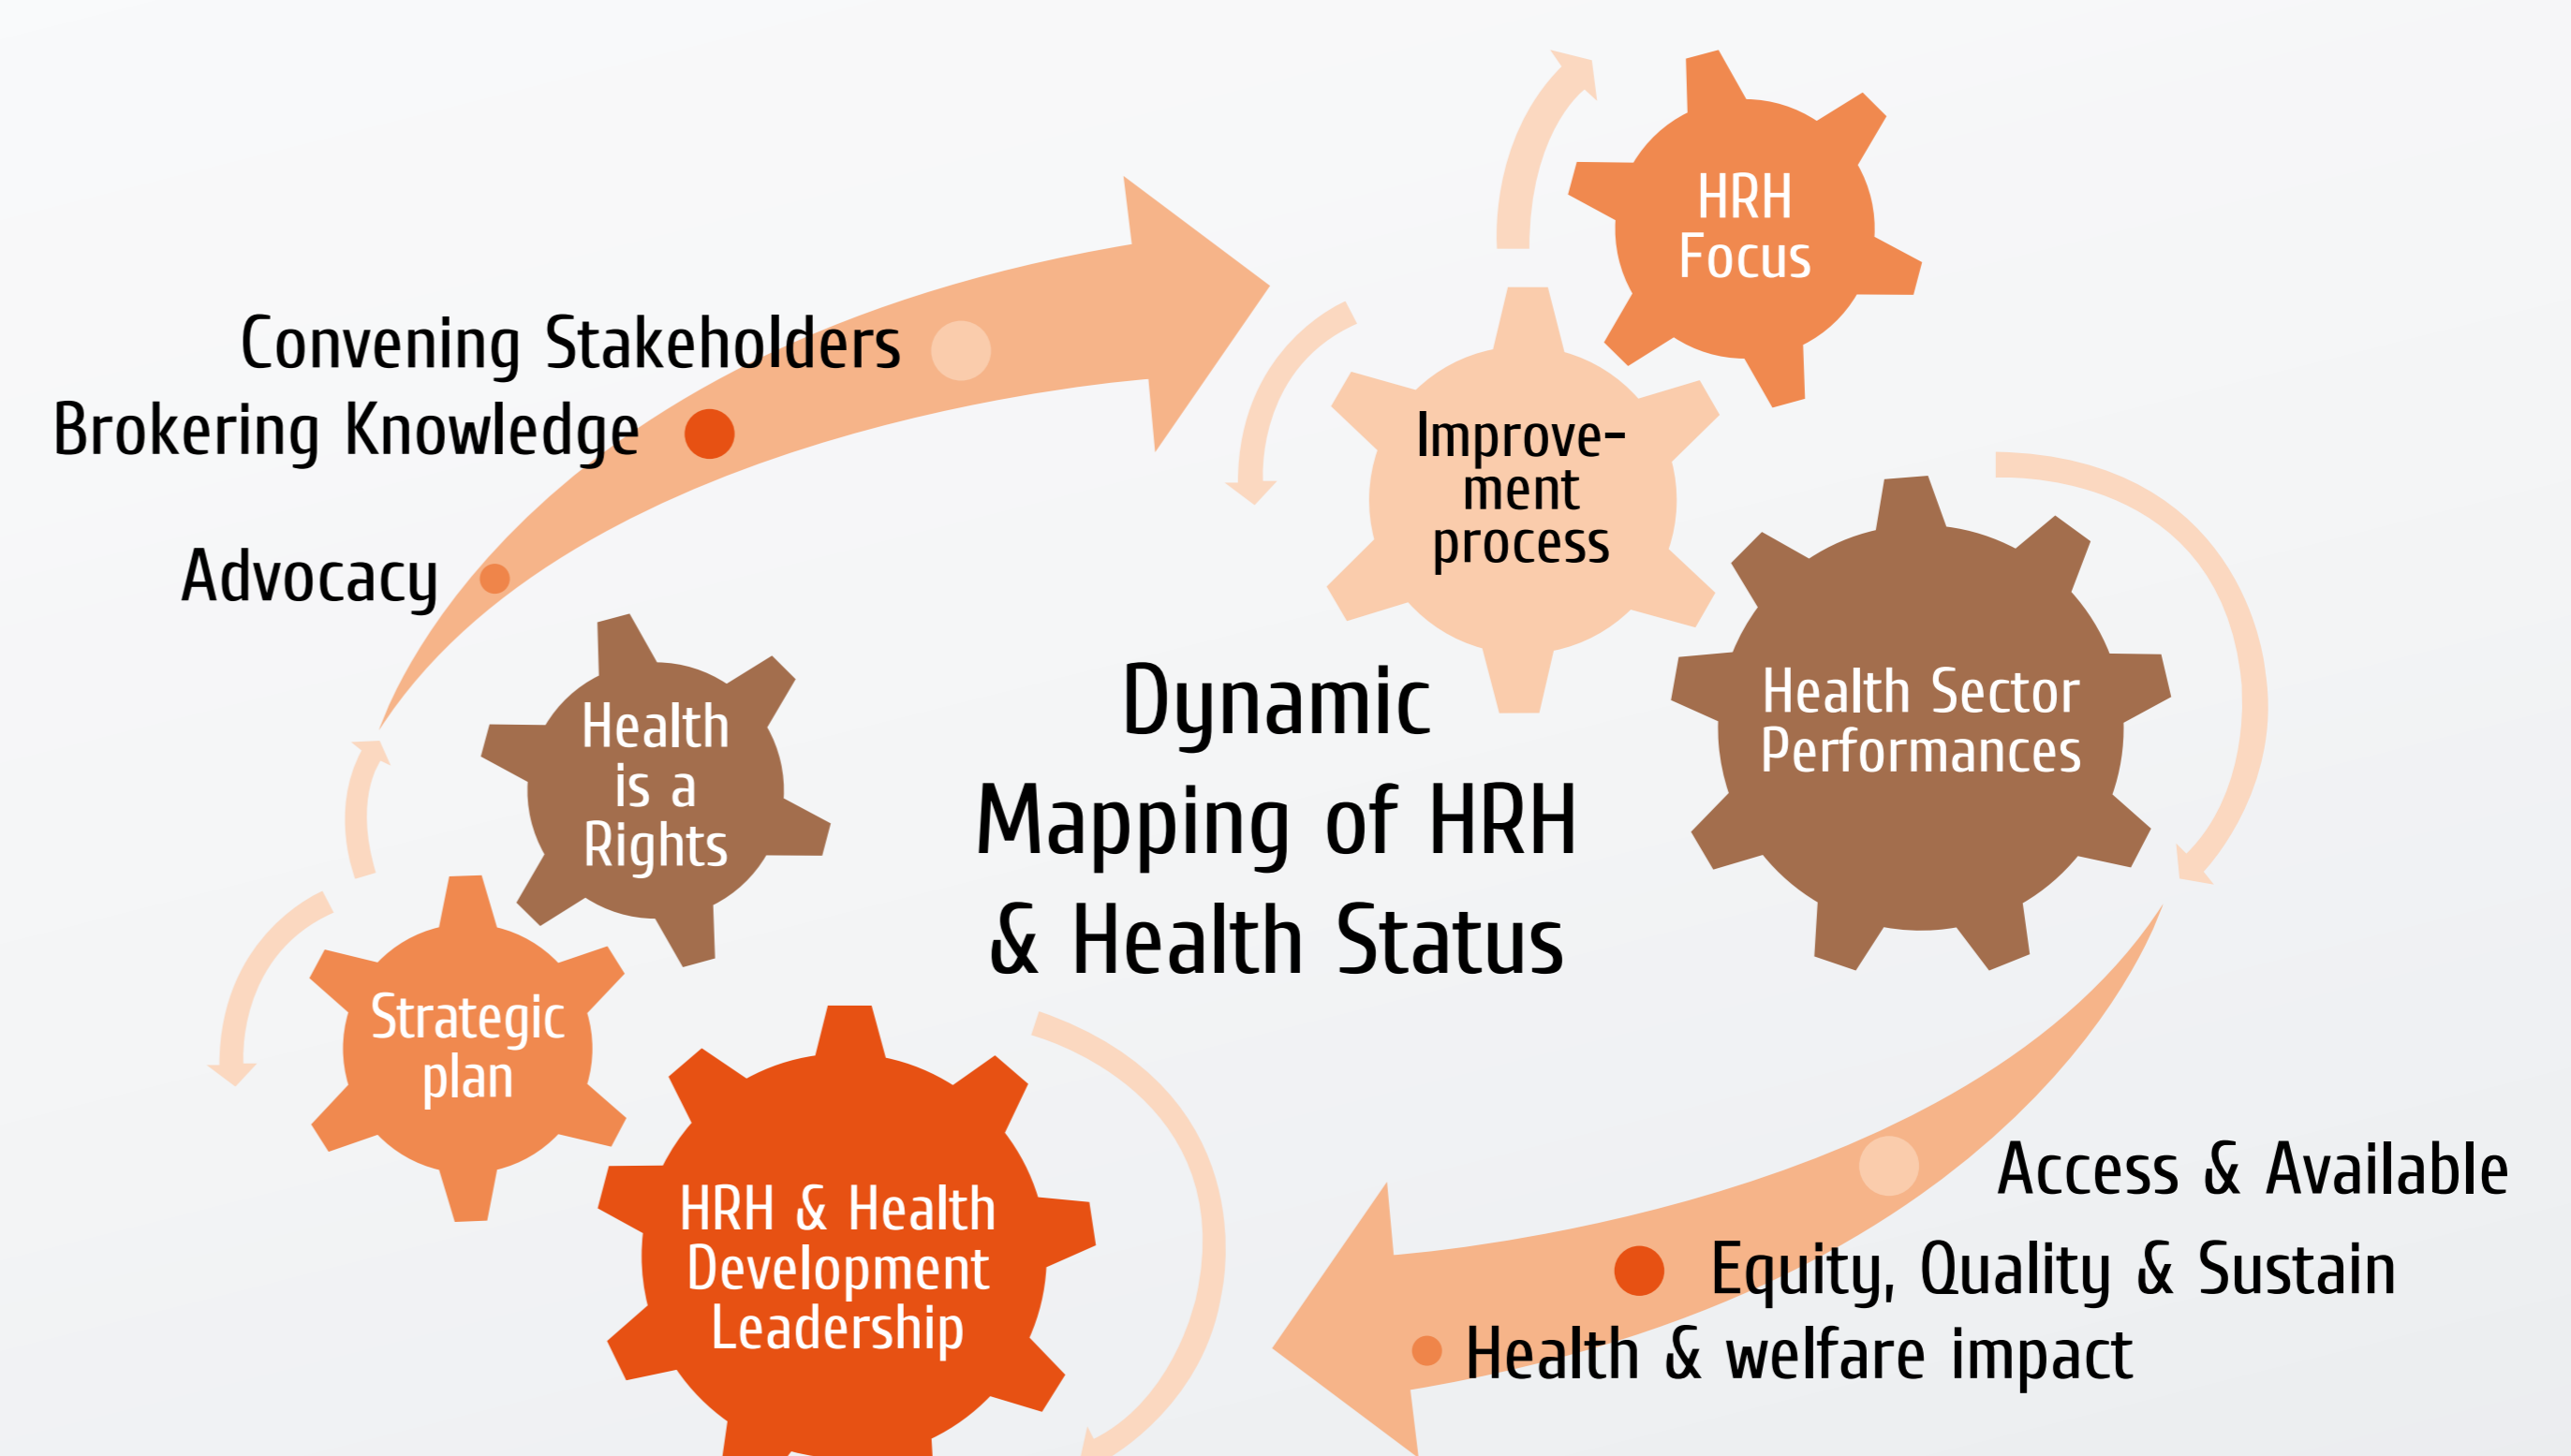 HRH
Focus
Convening Stakeholders
Brokering Knowledge
Advocacy
Improve-
ment
process
Health Sector
Performances
Health
is a
Rights
Dynamic
Mapping of HRH
& Health Status
Strategic
plan
HRH & Health
Development
Leadership
Access & Available
Equity, Quality & Sustain
Health & welfare impact